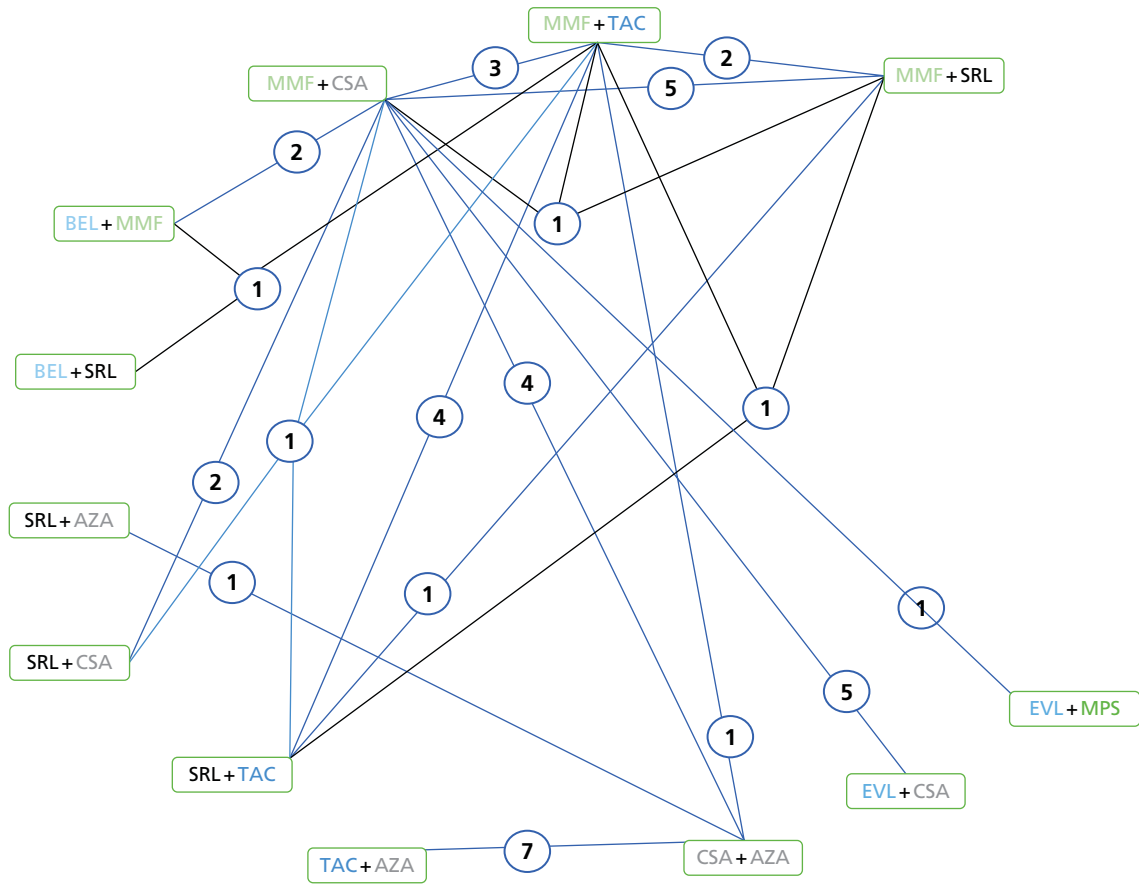 MMF+TAC
3
2
MMF+CSA
MMF+SRL
5
2
BEL+MMF
1
1
BEL+SRL
4
4
1
1
2
SRL+AZA
1
1
1
SRL+CSA
5
EVL+MPS
1
SRL+TAC
EVL+CSA
7
TAC+AZA
CSA+AZA